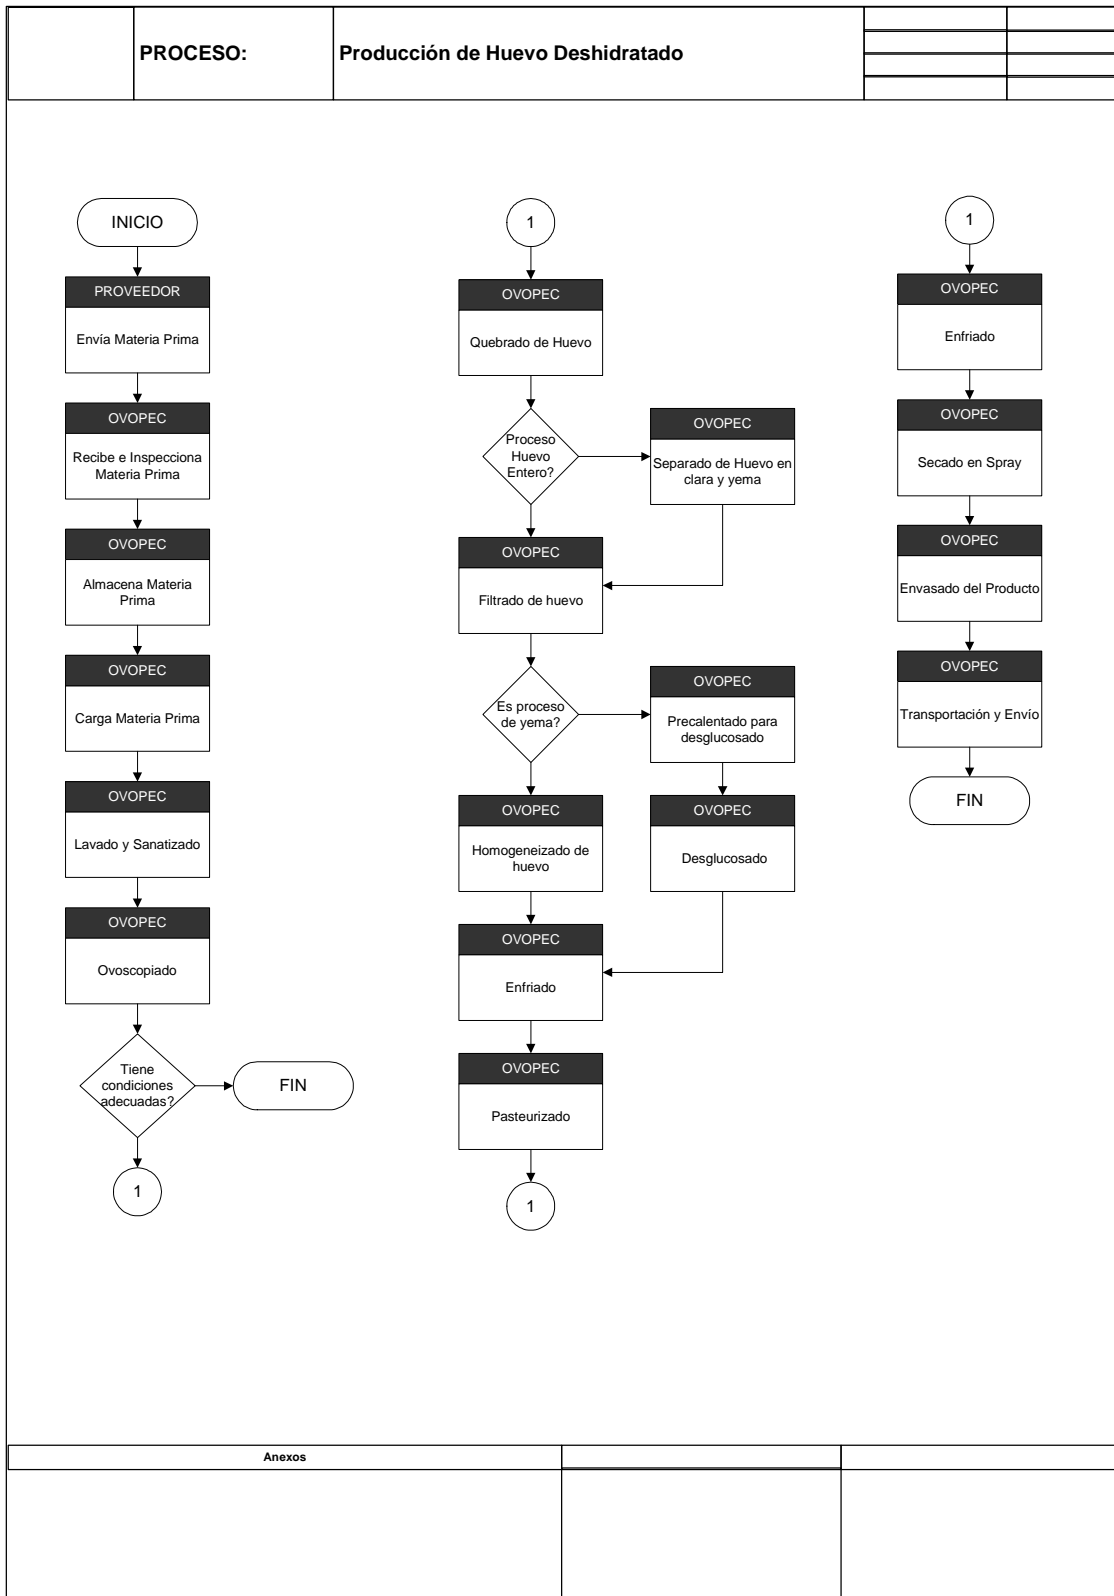 PROCESO:
Producción de Huevo Deshidratado
INICIO
PROVEEDOR
Envía Materia Prima
OVOPEC
Recibe e Inspecciona
Materia Prima
OVOPEC
Almacena Materia
Prima
OVOPEC
Carga Materia Prima
OVOPEC
Lavado y Sanatizado
OVOPEC
Ovoscopiado
Tiene
condiciones
adecuadas?
FIN
1
1
OVOPEC
Quebrado de Huevo
Proceso
Huevo
Entero?
OVOPEC
Separado de Huevo en
clara y yema
OVOPEC
Filtrado de huevo
Es proceso
de yema?
OVOPEC
Precalentado para
desglucosado
OVOPEC
Homogeneizado de
huevo
OVOPEC
Desglucosado
OVOPEC
Enfriado
OVOPEC
Pasteurizado
1
1
OVOPEC
Enfriado
OVOPEC
Secado en Spray
OVOPEC
Envasado del Producto
OVOPEC
Transportación y Envío
FIN
Anexos